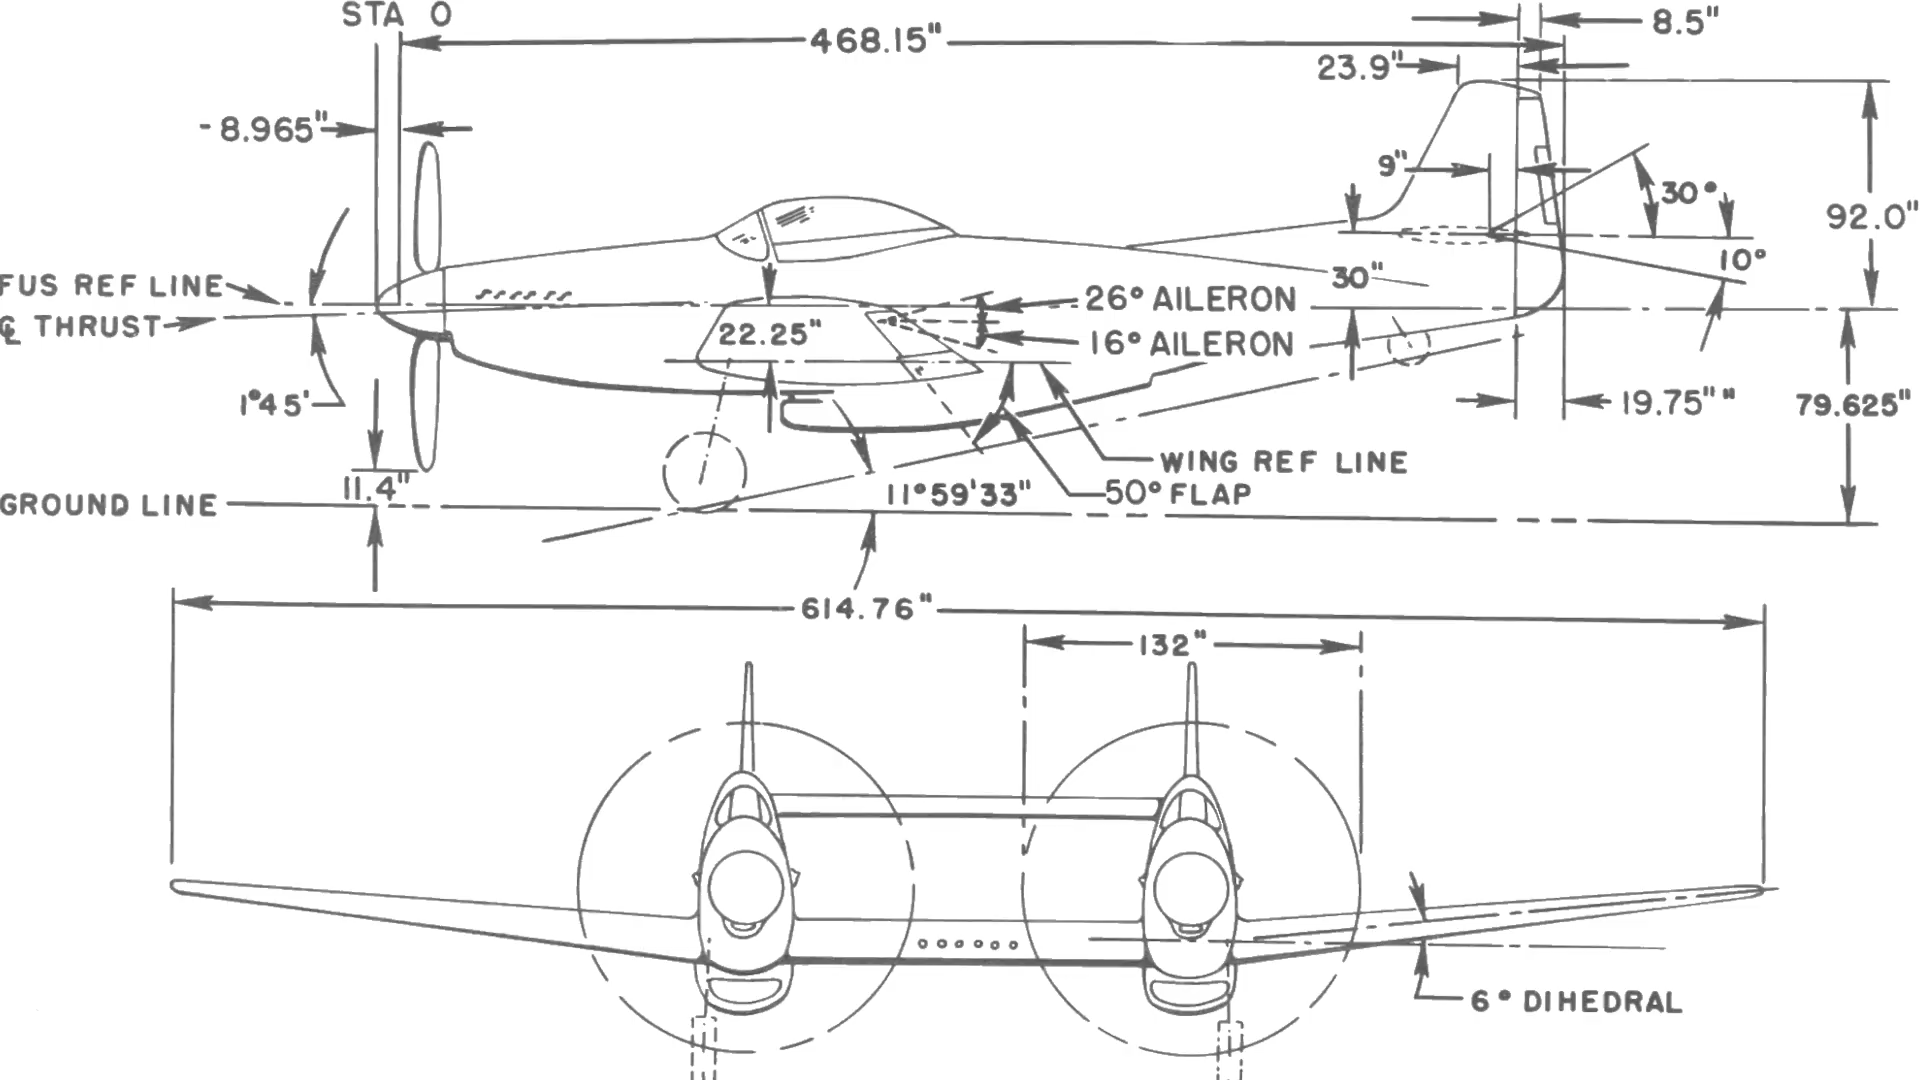 STA 0
8.5"
468.15"
23.9"
-8.965"
9"
30°
92.0"
10°
FUS REF LINE
30"
26° AILERON
℄ THRUST
22.25"
16° AILERON
1°45'
19.75" "
79.625"
WING REF LINE
11.4"
11°59'33"
50° FLAP
GROUND LINE
614.76"
132"
6° DIHEDRAL